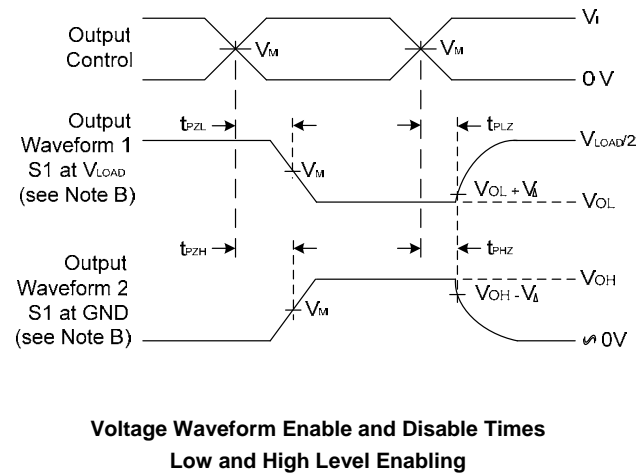 Output
Control
VM
VM
VI
0 V
Output
Waveform 1
S1 at VLOAD
(see Note B)
tPZL
VM
tPLZ
VOL + VΔ
VLOAD/2
VOL
Output
Waveform 2
S1 at GND
(see Note B)
tPZH
VM
tPHZ
VOH - VΔ
VOH
∽0V
Voltage Waveform Enable and Disable Times
Low and High Level Enabling